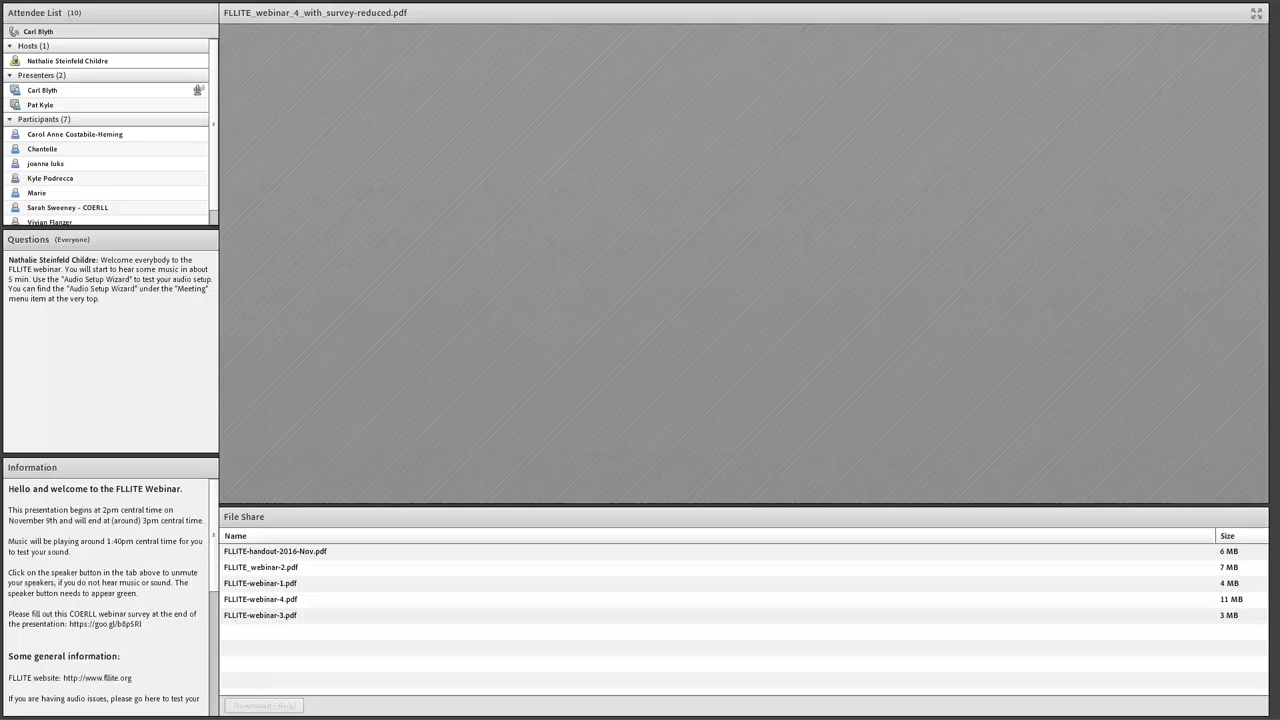 Attendee List (10)
Carl Blyth
Hosts (1)
Nathalie Steinfeld Childre
Presenters (2)
Carl Blyth
Pat Kyle
Participants (7)
Carol Anne Costabile-Heming
Chantelle
joanna luks
Kyle Podrecca
Marie
Sarah Sweeney - COERLL
Vivian Flanzer
Questions (Everyone)
Nathalie Steinfeld Childre: Welcome everybody to the
FLLITE webinar. You will start to hear some music in about
5 min. Use the "Audio Setup Wizard" to test your audio setup.
You can find the "Audio Setup Wizard" under the "Meeting"
menu item at the very top.
Information
Hello and welcome to the FLLITE Webinar.
This presentation begins at 2pm central time on
November 9th and will end at (around) 3pm central time.
Music will be playing around 1:40pm central time for you
to test your sound.
Click on the speaker button in the tab above to unmute
your speakers, if you do not hear music or sound. The
speaker button needs to appear green.
Please fill out this COERLL webinar survey at the end of
the presentation: https://goo.gl/b8p5Rl
Some general information:
FLLITE website: http://www.fllite.org
If you are having audio issues, please go here to test your
FLLITE_webinar_4_with_survey-reduced.pdf
File Share
Name Size
FLLITE-handout-2016-Nov.pdf 6 MB
FLLITE_webinar-2.pdf 7 MB
FLLITE-webinar-1.pdf 4 MB
FLLITE-webinar-4.pdf 11 MB
FLLITE-webinar-3.pdf 3 MB
Download File(s)